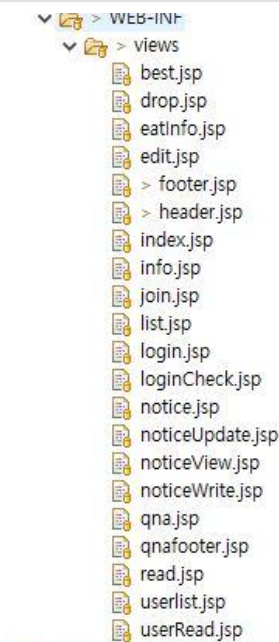 > WEB-INF
> views
best.jsp
drop.jsp
eatInfo.jsp
edit.jsp
> footer.jsp
> header.jsp
index.jsp
info.jsp
join.jsp
list.jsp
login.jsp
loginCheck.jsp
notice.jsp
noticeUpdate.jsp
noticeView.jsp
noticeWrite.jsp
qna.jsp
qnafooter.jsp
read.jsp
userlist.jsp
userRead.jsp